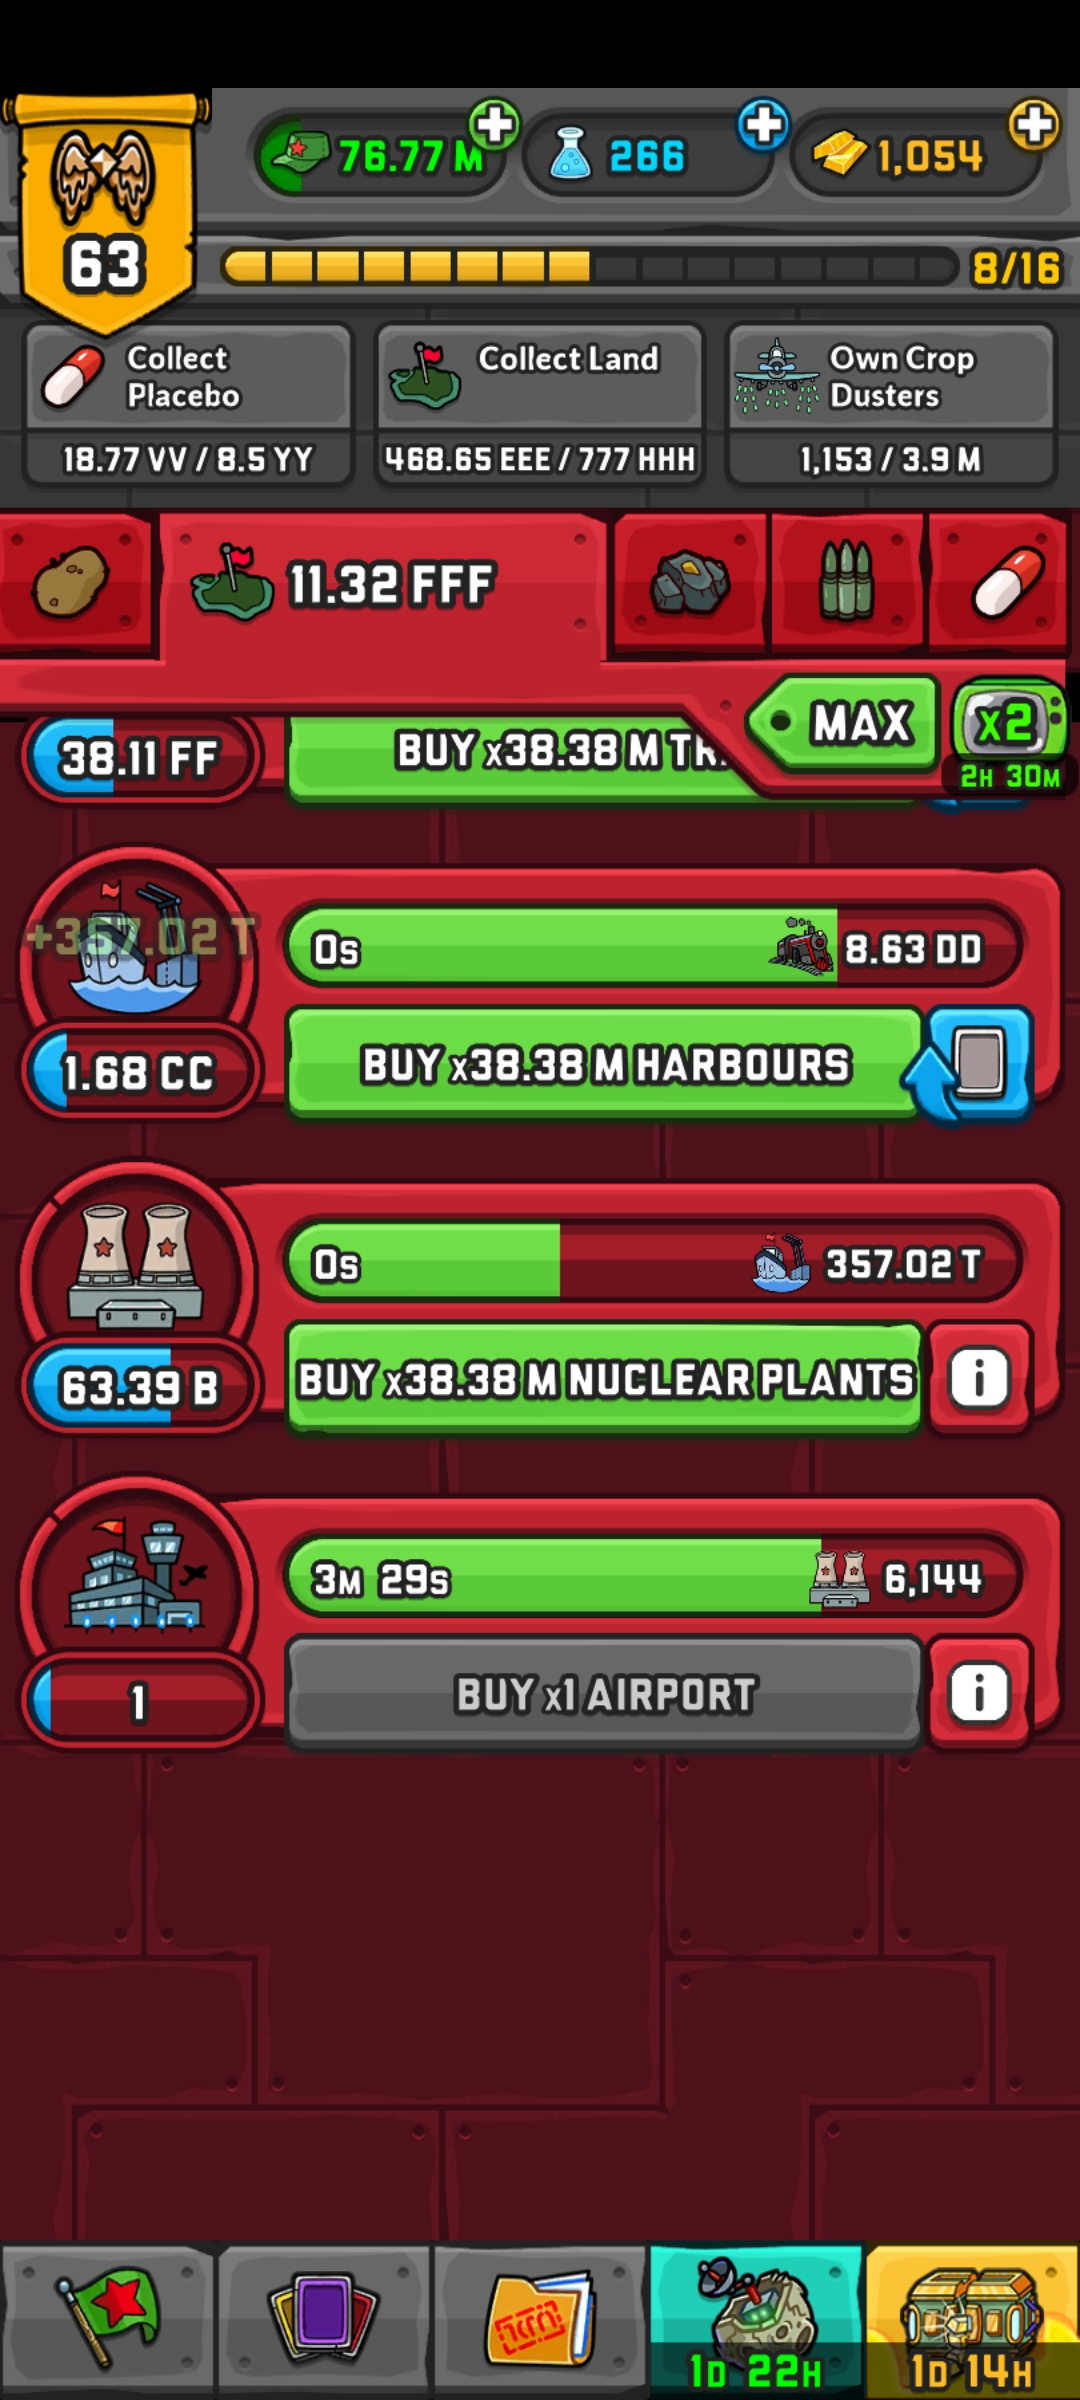 76.77 M
266
1,054
63
8/16
Collect
Placebo
18.77 VV / 8.5 YY
Collect Land
468.65 EEE / 777 HHH
Own Crop
Dusters
1,153 / 3.9 M
11.32 FFF
MAX
x2
2H 30M
38.11 FF
BUY x38.38 M TR
+357.02 T
0s
8.63 DD
1.68 CC
BUY x38.38 M HARBOURS
0s
357.02 T
63.39 B
BUY x38.38 M NUCLEAR PLANTS
i
3M 29s
6,144
1
BUY x1 AIRPORT
i
1D 22H
1D 14H